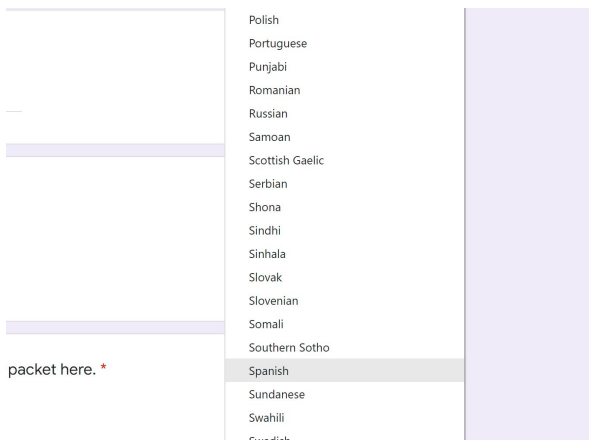 Polish
Portuguese
Punjabi
Romanian
Russian
Samoan
Scottish Gaelic
Serbian
Shona
Sindhi
Sinhala
Slovak
Slovenian
Somali
Southern Sotho
packet here. *
Spanish
Sundanese
Swahili